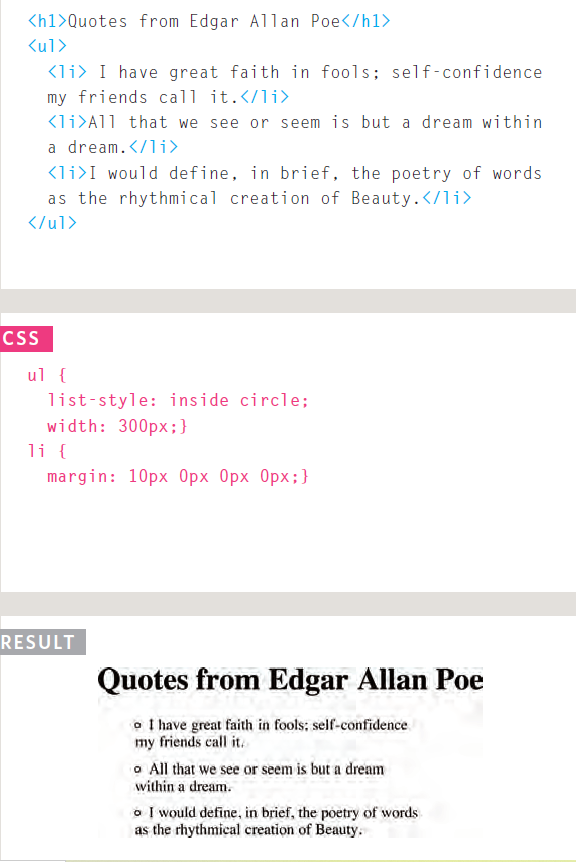 <h1>Quotes from Edgar Allan Poe</h1>
<ul>
<li> I have great faith in fools; self-confidence
my friends call it.</li>
<li>All that we see or seem is but a dream within
a dream.</li>
<li>I would define, in brief, the poetry of words
as the rhythmical creation of Beauty.</li>
</ul>
CSS
ul {
list-style: inside circle;
width: 300px;}
li {
margin: 10px 0px 0px 0px;}
RESULT
Quotes from Edgar Allan Poe
I have great faith in fools; self-confidence
my friends call it.
All that we see or seem is but a dream
within a dream.
I would define, in brief, the poetry of words
as the rhythmical creation of Beauty.